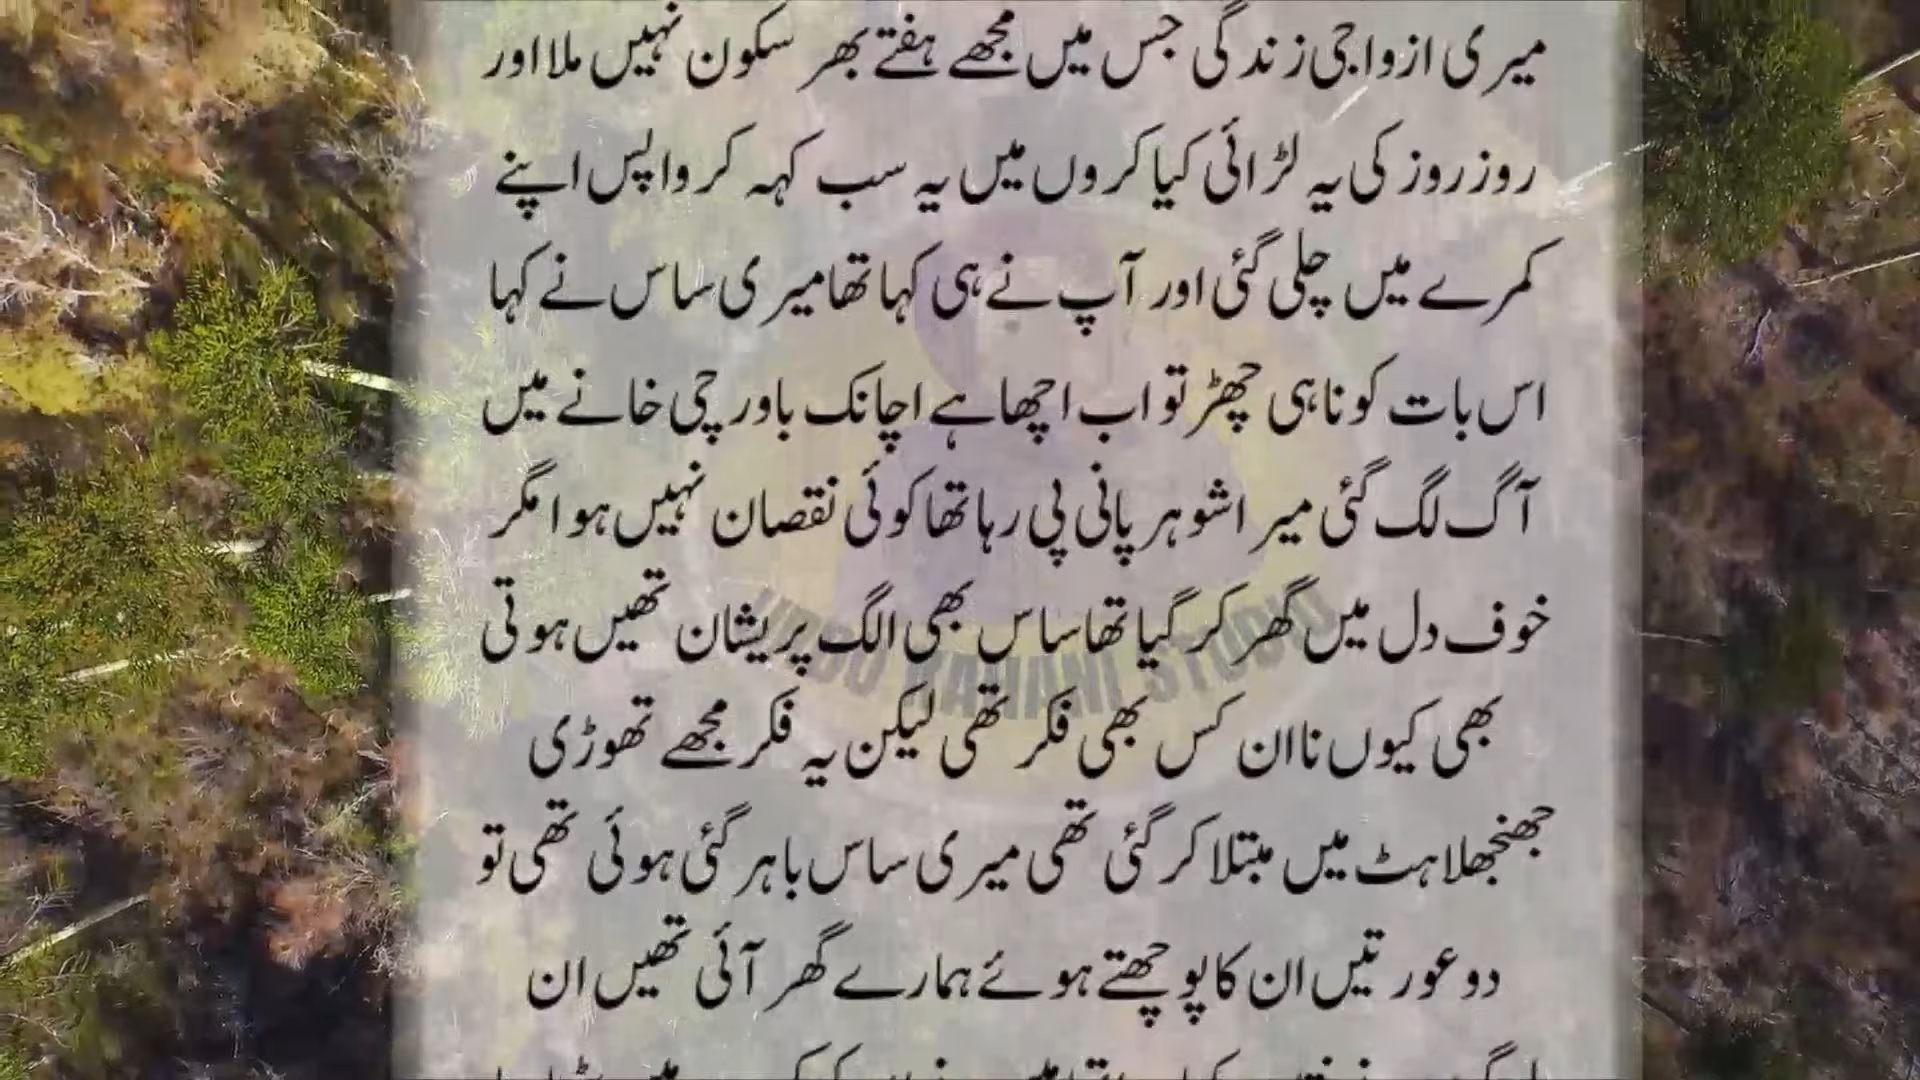 میری ازواجی زندگی جس میں مجھے ہفتے بھر سکون نہیں ملا اور
روز روز کی یہ لڑائی کیا کروں میں یہ سب کہہ کر واپس اپنے
کمرے میں چلی گئی اور آپ نے ہی کہا تھا میری ساس نے کہا
اس بات کو نا ہی چھڑ تو اب اچھا ہے اچانک باورچی خانے میں
آگ لگ گئی میرا شوہر پانی پی رہا تھا کوئی نقصان نہیں ہوا مگر
خوف دل میں گھر کر گیا تھا ساس بھی الگ پریشان تھیں ہوتی
URDO KAHANI STUDIO
بھی کیوں نا ان کس بھی فکر تھی لیکن یہ فکر مجھے تھوڑی
جھنجھلاہٹ میں مبتلا کر گئی تھی میری ساس باہر گئی ہوئی تھی تو
دو عورتیں ان کا پوچھتے ہوئے ہمارے گھر آئی تھیں ان